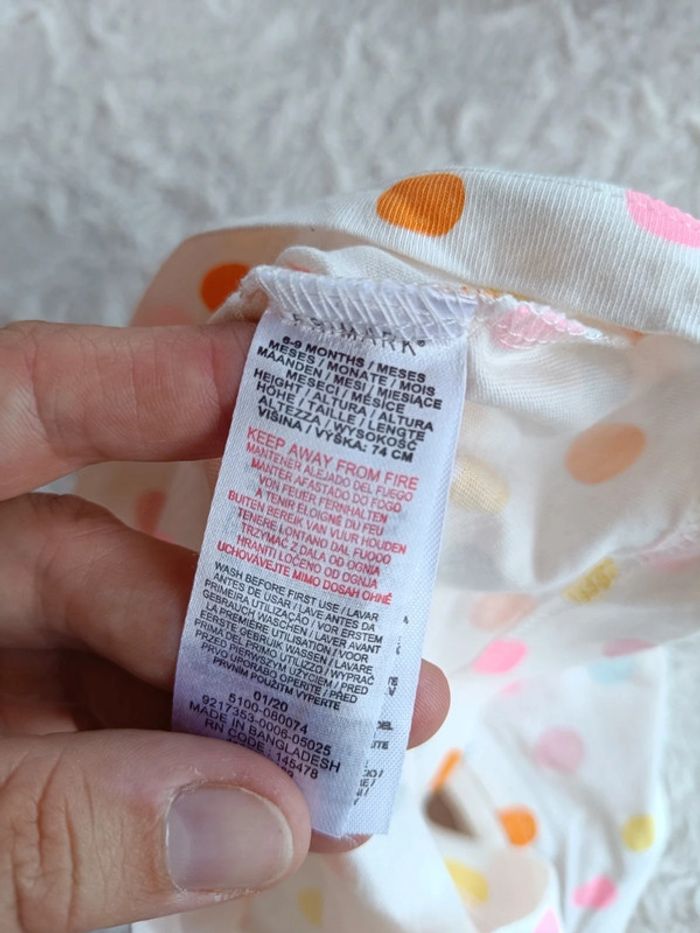 PRIMARK®
6-9 MONTHS / MESES
MESES / MONATE / MOIS
MAANDEN / MESI / MIESIĄCE
MESECI / MĚSÍCE
HEIGHT / ALTURA / ALTURA
HÖHE / TAILLE / LENGTE
ALTEZZA / WYSOKOŚĆ
VIŠINA / VÝŠKA: 74 CM
KEEP AWAY FROM FIRE
MANTENER ALEJADO DEL FUEGO
MANTER AFASTADO DO FOGO
VON FEUER FERNHALTEN
A TENIR ÉLOIGNÉ DU FEU
BUITEN BEREIK VAN VUUR HOUDEN
TENERE LONTANO DAL FUOCO
TRZYMAĆ Z DALA OD OGNIA
HRANITI LOČENO OD OGNJA
UCHOVÁVEJTE MIMO DOSAH OHNĚ
WASH BEFORE FIRST USE / LAVAR
ANTES DE USAR / LAVE ANTES DA
PRIMEIRA UTILIZAÇÃO / VOR ERSTEM
GEBRAUCH WASCHEN / LAVER AVANT
LA PREMIÈRE UTILISATION / VOOR
EERSTE GEBRUIK WASSEN / LAVARE
PRIMA DEL PRIMO UTILIZZO / WYPRAĆ
PRZED PIERWSZYM UŻYCIEM / PRED
PRVO UPORABO OPERITE / PŘED
PRVNÍM POUŽITÍM VYPERTE
01/20
5100-080074
9217353-0006-05025
MADE IN BANGLADESH
RN CODE: 145478